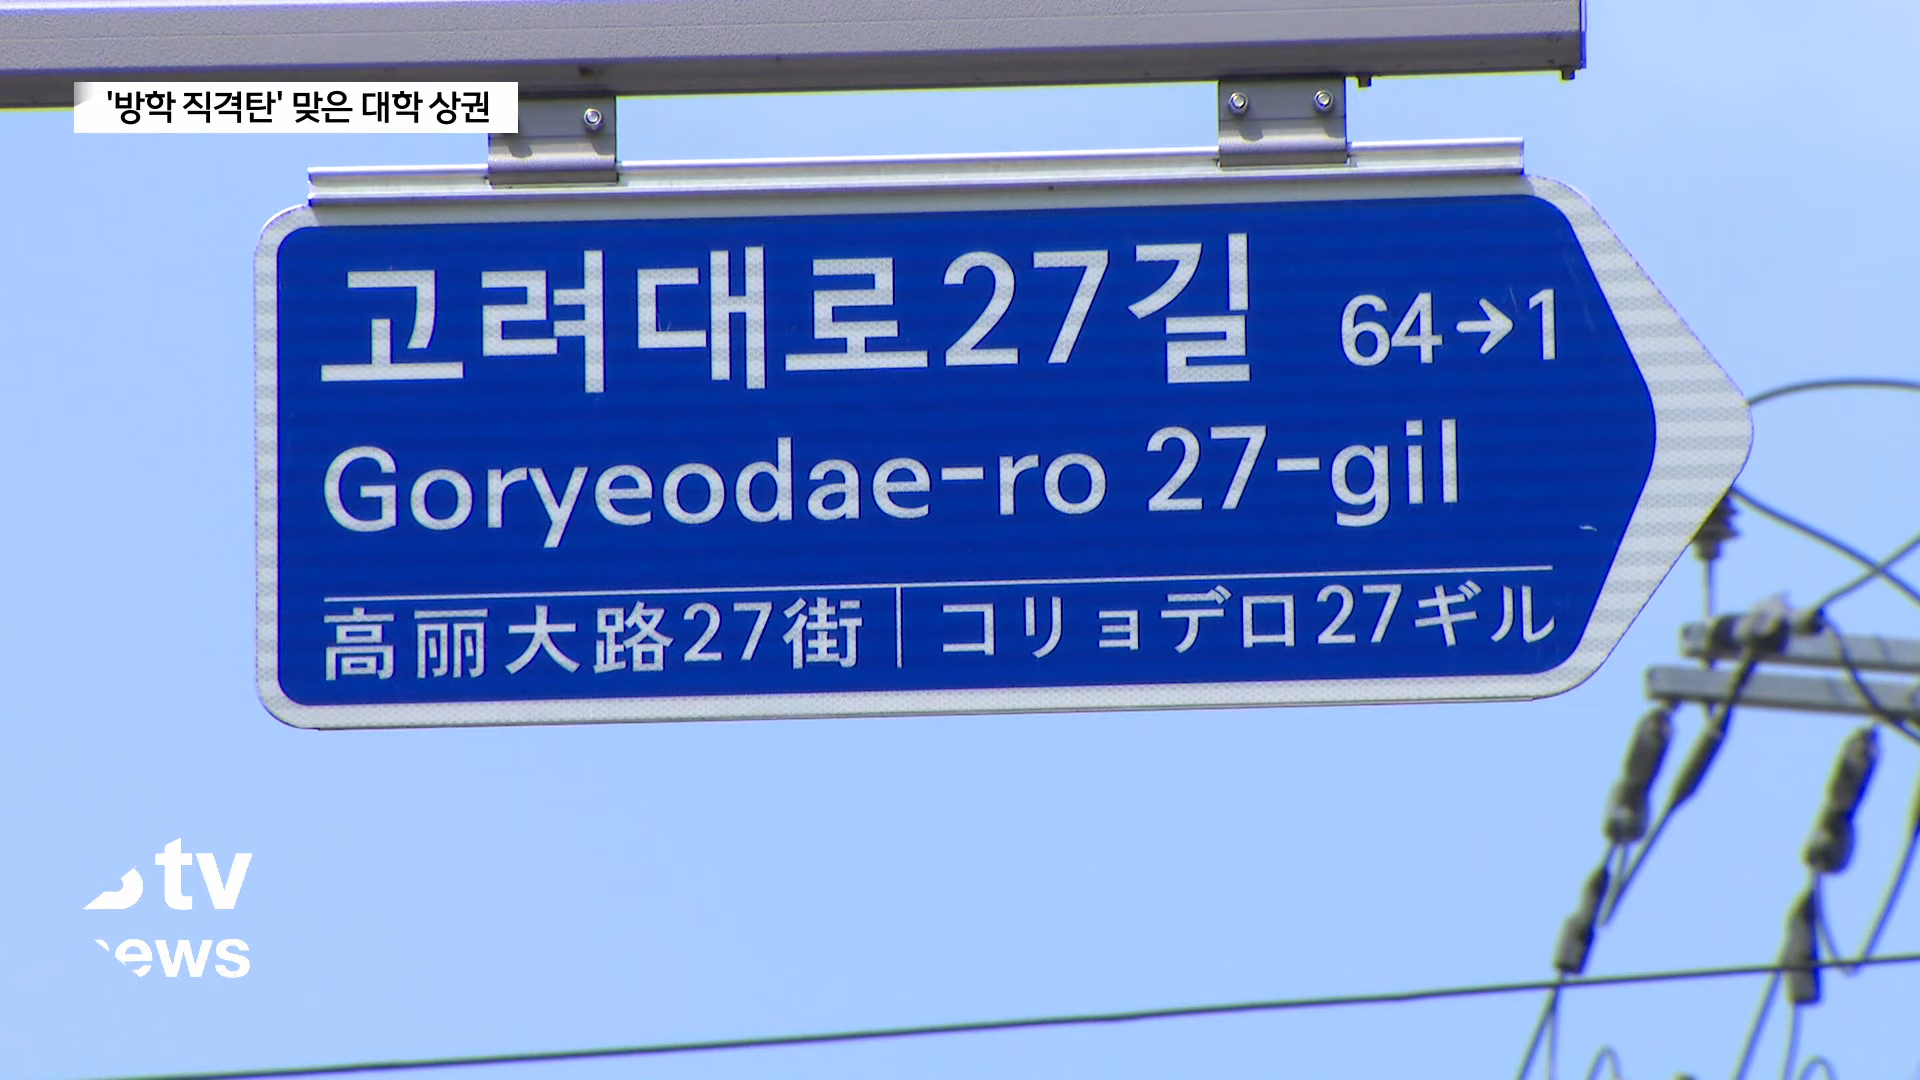 '방학 직격탄' 맞은 대학 상권
고려대로27길 64→1
Goryeodae-ro 27-gil
高丽大路27街 | コリョデロ27ギル
tv
news